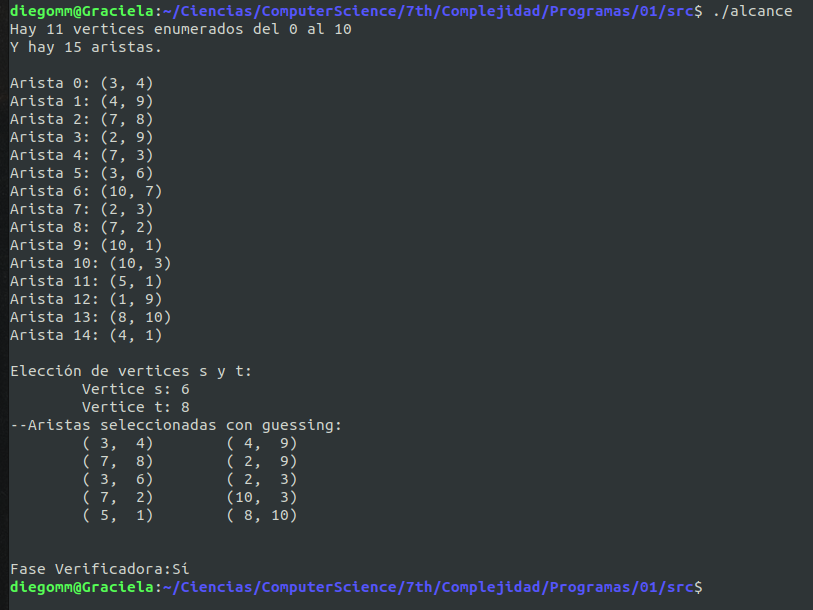 diegomm@Graciela:~/Ciencias/ComputerScience/7th/Complejidad/Programas/01/src$ ./alcance
Hay 11 vertices enumerados del 0 al 10
Y hay 15 aristas.
Arista 0: (3, 4)
Arista 1: (4, 9)
Arista 2: (7, 8)
Arista 3: (2, 9)
Arista 4: (7, 3)
Arista 5: (3, 6)
Arista 6: (10, 7)
Arista 7: (2, 3)
Arista 8: (7, 2)
Arista 9: (10, 1)
Arista 10: (10, 3)
Arista 11: (5, 1)
Arista 12: (1, 9)
Arista 13: (8, 10)
Arista 14: (4, 1)
Elección de vertices s y t:
Vertice s: 6
Vertice t: 8
--Aristas seleccionadas con guessing:
( 3,  4)        ( 4,  9)
( 7,  8)        ( 2,  9)
( 3,  6)        ( 2,  3)
( 7,  2)        (10,  3)
( 5,  1)        ( 8, 10)
Fase Verificadora:Sí
diegomm@Graciela:~/Ciencias/ComputerScience/7th/Complejidad/Programas/01/src$